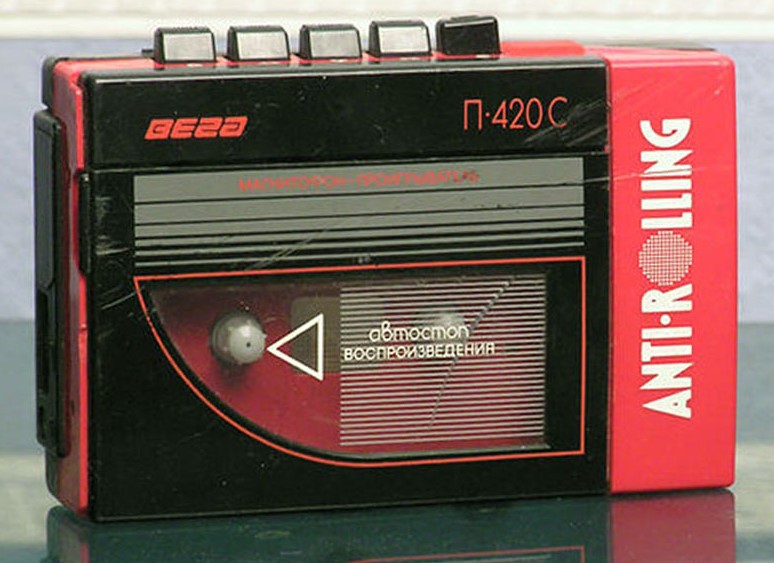 вега
П·420С
МАГНИТОФОН-ПРОИГРЫВАТЕЛЬ
автостоп
ВОСПРОИЗВЕДЕНИЯ
ANTI·ROLLING